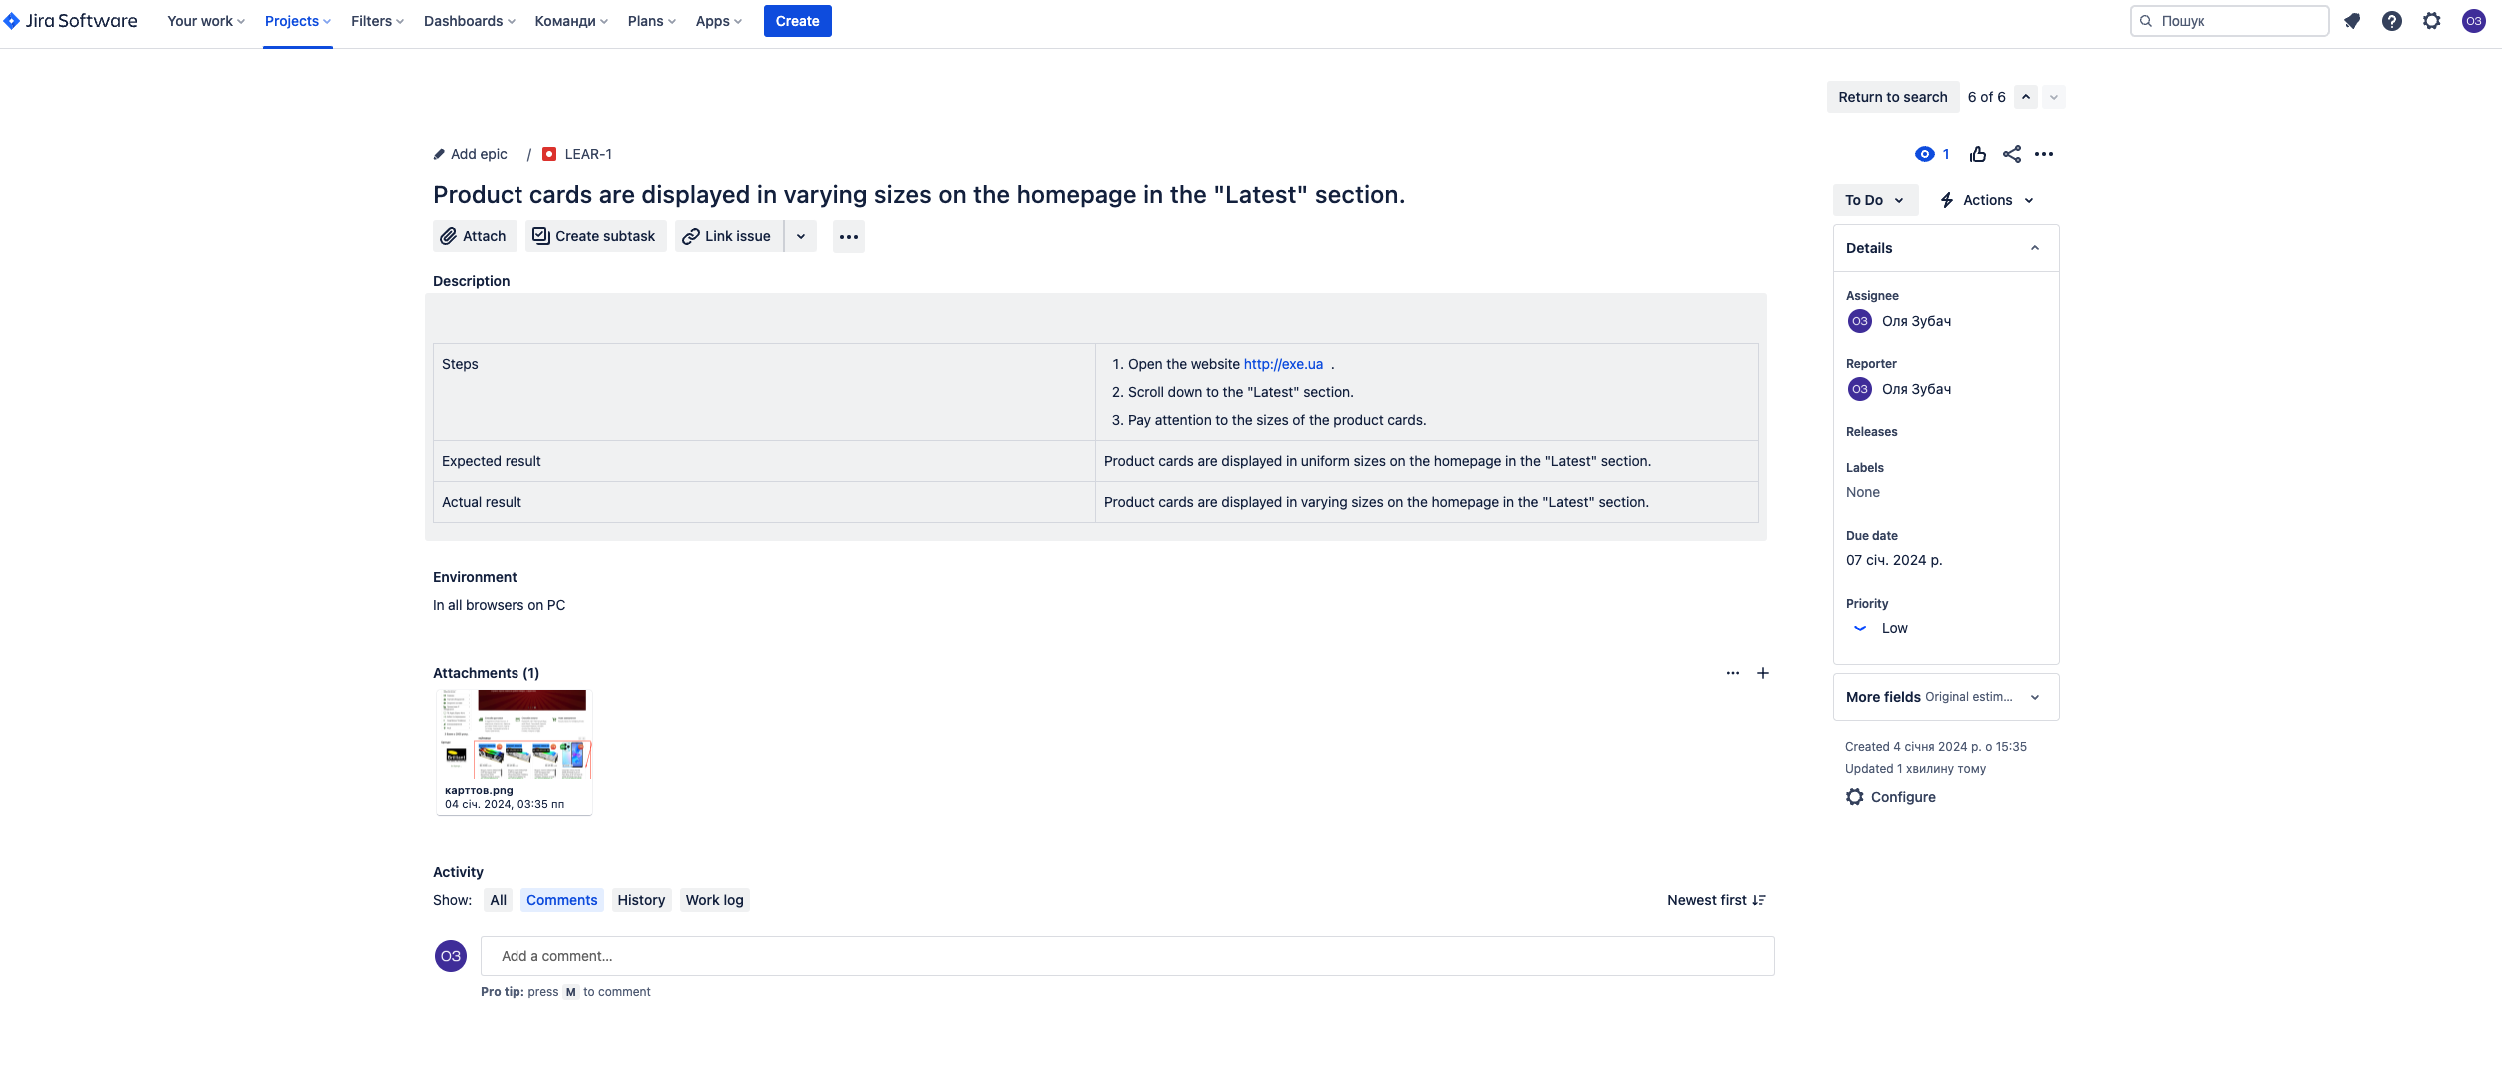 Jira Software Your work Projects Filters Dashboards Команди Plans Apps Create Пошук ОЗ
Return to search 6 of 6
Add epic / LEAR-1 1
Product cards are displayed in varying sizes on the homepage in the "Latest" section.
To Do Actions
Attach Create subtask Link issue
Details
Description
Steps
1. Open the website http://exe.ua .
2. Scroll down to the "Latest" section.
3. Pay attention to the sizes of the product cards.
Expected result Product cards are displayed in uniform sizes on the homepage in the "Latest" section.
Actual result Product cards are displayed in varying sizes on the homepage in the "Latest" section.
Environment
In all browsers on PC
Attachments (1)
карттов.png
04 січ. 2024, 03:35 пп
Activity
Show: All Comments History Work log Newest first
ОЗ Add a comment...
Pro tip: press M to comment
Assignee
ОЗ Оля Зубач
Reporter
ОЗ Оля Зубач
Releases
Labels
None
Due date
07 січ. 2024 р.
Priority
Low
More fields Original estim...
Created 4 січня 2024 р. о 15:35
Updated 1 хвилину тому
Configure